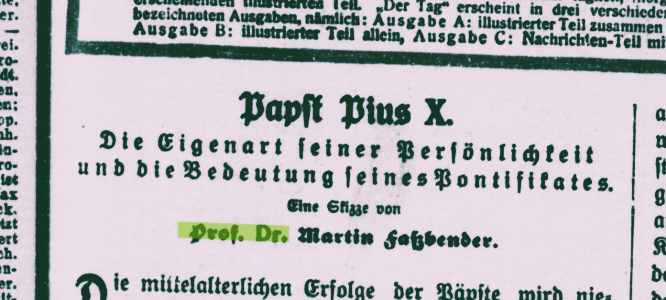 erscheinenden illustrierten Teil. „Der Tag" erscheint in drei
bezeichneten Ausgaben, nämlich: Ausgabe A: illustrierter Teil zusammen
Ausgabe B: illustrierter Teil allein, Ausgabe C: Nachrichten-Teil
Papst Pius X.
Die Eigenart seiner Persönlichkeit
und die Bedeutung seines Pontifikates.
Eine Skizze von
Prof. Dr. Martin Faßbender.
Die mittelalterlichen Erfolge der Päpste wird nie-